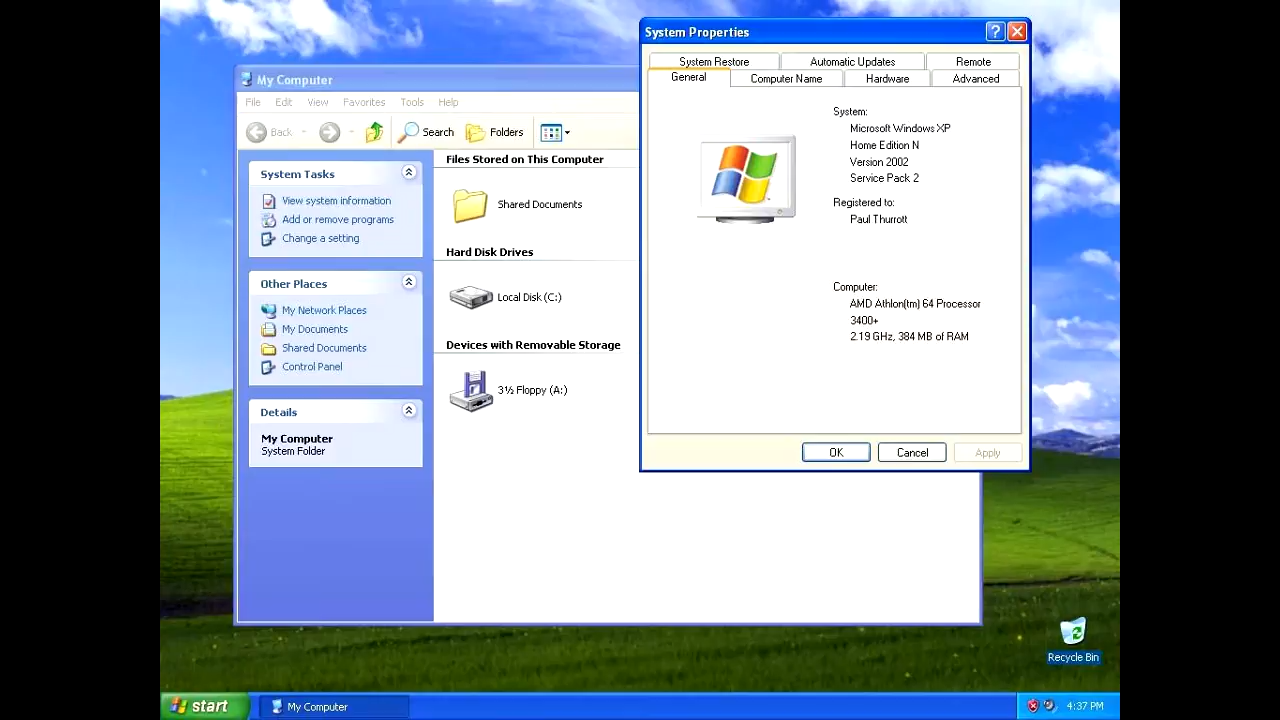 System Properties
System Restore
Automatic Updates
Remote
General
Computer Name
Hardware
Advanced
System:
Microsoft Windows XP
Home Edition N
Version 2002
Service Pack 2
Registered to:
Paul Thurrott
Computer:
AMD Athlon(tm) 64 Processor
3400+
2.19 GHz, 384 MB of RAM
OK
Cancel
Apply
My Computer
File Edit View Favorites Tools Help
Back Search Folders
System Tasks
View system information
Add or remove programs
Change a setting
Other Places
My Network Places
My Documents
Shared Documents
Control Panel
Details
My Computer
System Folder
Files Stored on This Computer
Shared Documents
Hard Disk Drives
Local Disk (C:)
Devices with Removable Storage
3½ Floppy (A:)
Recycle Bin
start
My Computer
4:37 PM